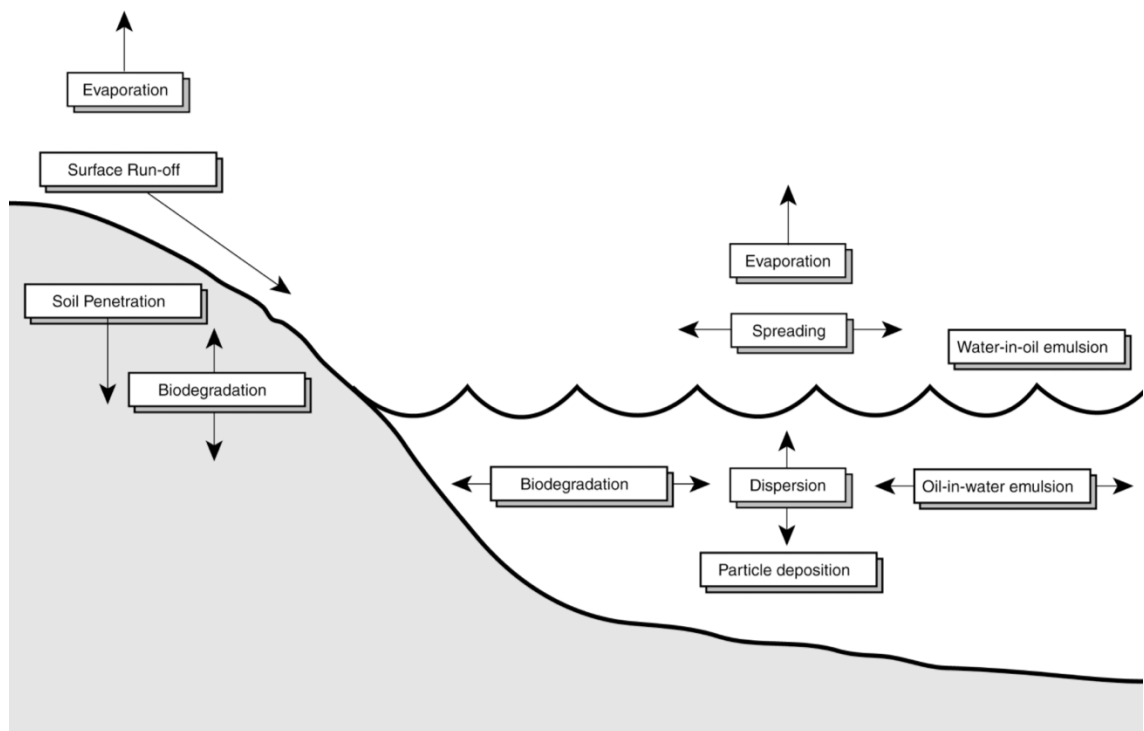 Evaporation
Surface Run-off
Soil Penetration
Biodegradation
Evaporation
Spreading
Water-in-oil emulsion
Biodegradation
Dispersion
Oil-in-water emulsion
Particle deposition